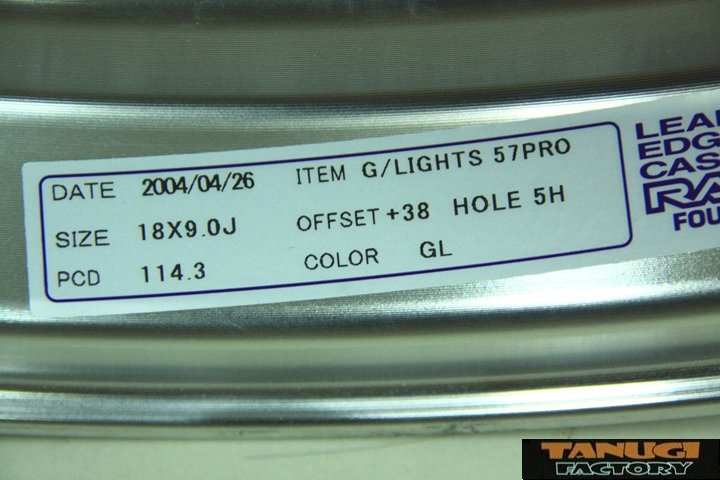 DATE 2004/04/26 ITEM G/LIGHTS 57PRO
SIZE 18X9.0J OFFSET +38 HOLE 5H
PCD 114.3 COLOR GL
TANUGI
FACTORY